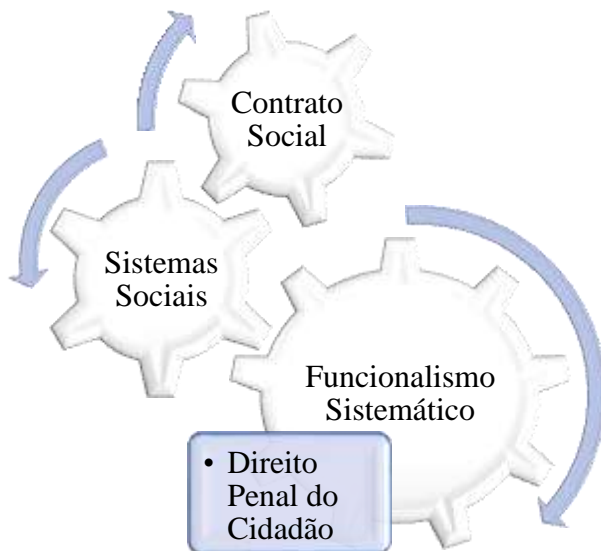 Contrato
Social
Sistemas
Sociais
Funcionalismo
Sistemático
• Direito
Penal do
Cidadão